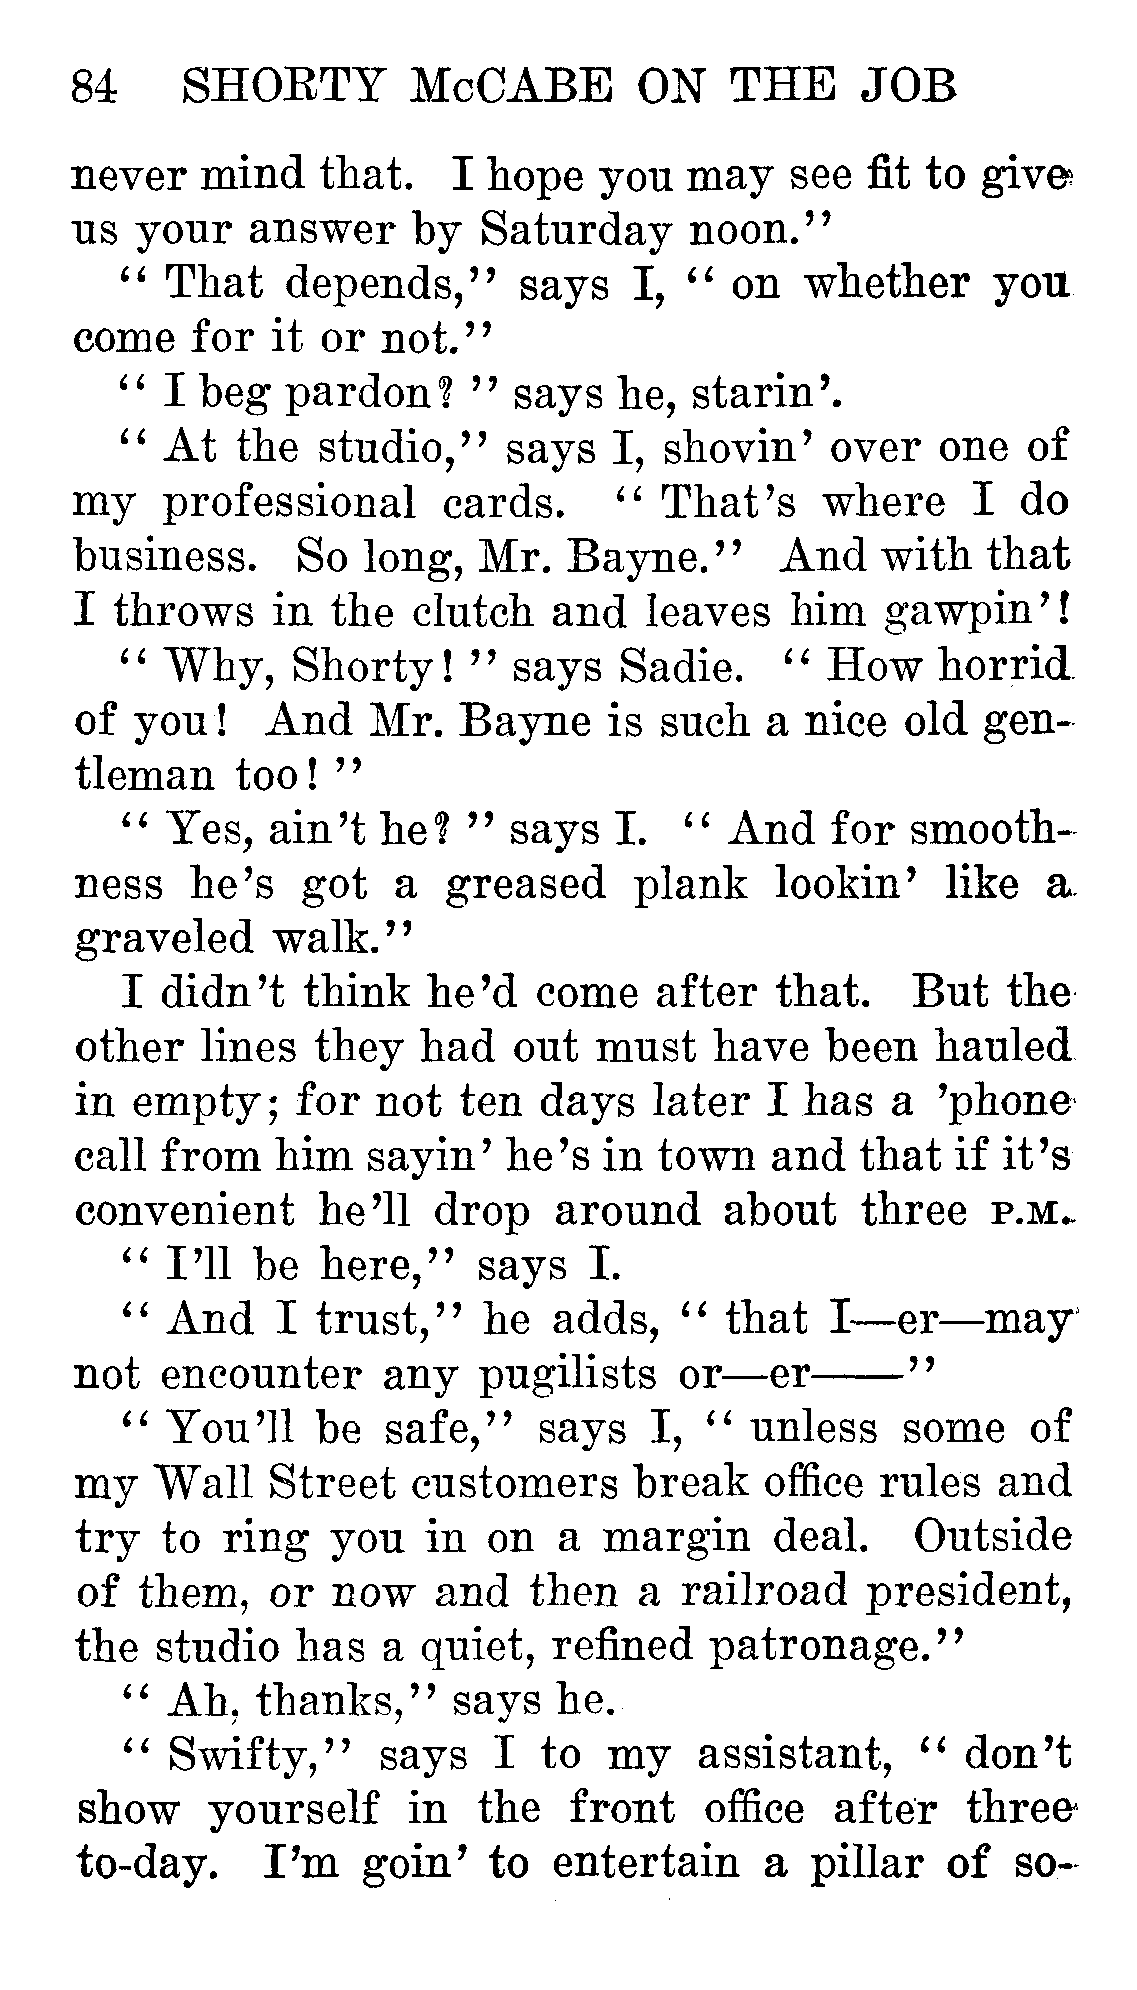 84 SHORTY McCABE ON THE JOB
never mind that. I hope you may see fit to give
us your answer by Saturday noon."
" That depends," says I, " on whether you
come for it or not."
" I beg pardon? " says he, starin'.
" At the studio," says I, shovin' over one of
my professional cards. " That's where I do
business. So long, Mr. Bayne." And with that
I throws in the clutch and leaves him gawpin'!
" Why, Shorty! " says Sadie. " How horrid
of you! And Mr. Bayne is such a nice old gen-
tleman too! "
" Yes, ain't he? " says I. " And for smooth-
ness he's got a greased plank lookin' like a
graveled walk."
I didn't think he'd come after that. But the
other lines they had out must have been hauled
in empty; for not ten days later I has a 'phone
call from him sayin' he's in town and that if it's
convenient he'll drop around about three P.M.
" I'll be here," says I.
" And I trust," he adds, " that I—er—may
not encounter any pugilists or—er——"
" You'll be safe," says I, " unless some of
my Wall Street customers break office rules and
try to ring you in on a margin deal. Outside
of them, or now and then a railroad president,
the studio has a quiet, refined patronage."
" Ah, thanks," says he.
" Swifty," says I to my assistant, " don't
show yourself in the front office after three
to-day. I'm goin' to entertain a pillar of so-